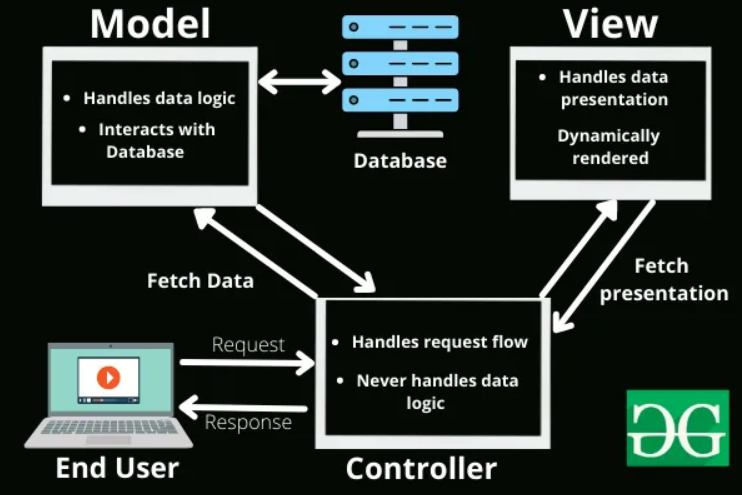 Model
View
• Handles data logic
• Interacts with
Database
Database
• Handles data
presentation
Dynamically
rendered
Fetch Data
Fetch
presentation
Request
Response
• Handles request flow
• Never handles data
logic
End User
Controller